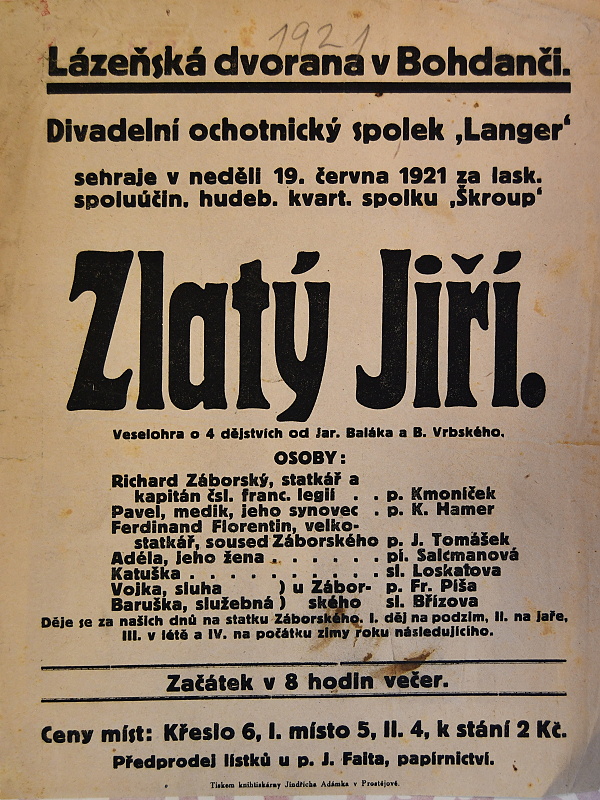 1921
Lázeňská dvorana v Bohdanči.
Divadelní ochotnický spolek ‚Langer‘
sehraje v neděli 19. června 1921 za lask.
spoluúčin. hudeb. kvart. spolku ‚Škroup‘
Zlatý Jiří.
Veselohra o 4 dějstvích od Jar. Baláka a B. Vrbského.
OSOBY:
Richard Záborský, statkář a
kapitán čsl. franc. legií . . p. Kmoníček
Pavel, medik, jeho synovec . p. K. Hamer
Ferdinand Florentin, velko-
statkář, soused Záborského p. J. Tomášek
Adéla, jeho žena . . . . . . pí. Salcmanová
Katuška . . . . . . . . . . sl. Loskotova
Vojka, sluha ) u Zábor- p. Fr. Píša
Baruška, služebná ) ského sl. Břízova
Děje se za našich dnů na statku Záborského. I. děj na podzim, II. na jaře,
III. v létě a IV. na počátku zimy roku následujícího.
Začátek v 8 hodin večer.
Ceny míst: Křeslo 6, I. místo 5, II. 4, k stání 2 Kč.
Předprodej lístků u p. J. Falta, papírnictví.
Tiskem knihtiskárny Jindřicha Adámka v Prostějově.